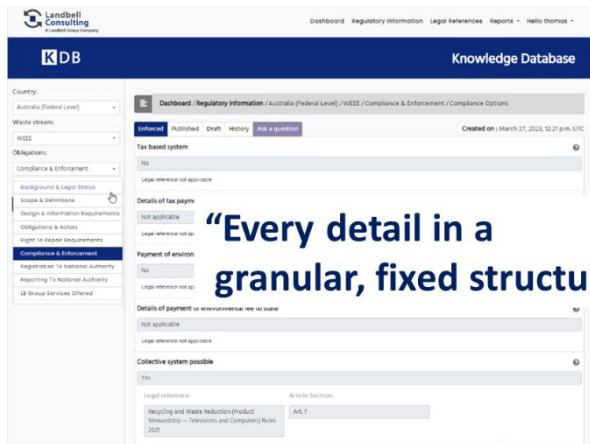 Landbell
Consulting
A Landbell Group Company
Dashboard Regulatory Information Legal References Reports Hello thomas
KDB
Knowledge Database
Country:
Australia (Federal Level)
Waste stream:
WEEE
Obligations:
Compliance & Enforcement
Background & Legal Status
Scope & Definitions
Design & Information Requirements
Obligations & Actors
Right To Repair Requirements
Compliance & Enforcement
Registration To National Authority
Reporting To National Authority
LB Group Services Offered
Dashboard / Regulatory Information / Australia (Federal Level) / WEEE / Compliance & Enforcement / Compliance Options
Enforced Published Draft History Ask a question
Created on : March 27, 2023, 12:21 p.m. UTC
Tax based system
No
Legal reference not applicable
Details of tax payme
Not applicable
Legal reference not ap
"Every detail in a
granular, fixed structu
Payment of environ
No
Legal reference not ap
Details of payment of environmental fee to state
Not applicable
Legal reference not applicable
Collective system possible
Yes
Legal reference: Article Sections:
Recycling and Waste Reduction (Product
Stewardship — Televisions and Computers) Rules
2021
Art. 7